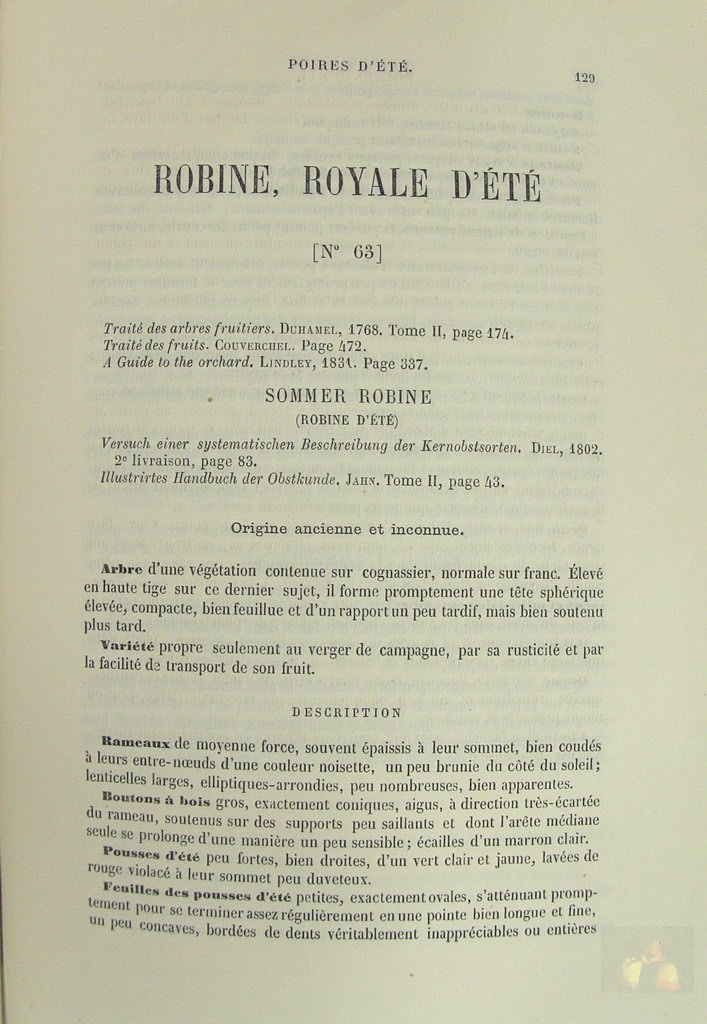 POIRES D'ÉTÉ.
129
ROBINE, ROYALE D'ÉTÉ
[N° 63]
Traité des arbres fruitiers. DUHAMEL, 1768. Tome II, page 174.
Traité des fruits. COUVERCHEL. Page 472.
A Guide to the orchard. LINDLEY, 1831. Page 337.
SOMMER ROBINE
(ROBINE D'ÉTÉ)
Versuch einer systematischen Beschreibung der Kernobstsorten. DIEL, 1802.
2e livraison, page 83.
Illustrirtes Handbuch der Obstkunde. JAHN. Tome II, page 43.
Origine ancienne et inconnue.
Arbre d'une végétation contenue sur cognassier, normale sur franc. Élevé
en haute tige sur ce dernier sujet, il forme promptement une tête sphérique
élevée, compacte, bien feuillue et d'un rapport un peu tardif, mais bien soutenu
plus tard.
Variété propre seulement au verger de campagne, par sa rusticité et par
la facilité de transport de son fruit.
DESCRIPTION
Rameaux de moyenne force, souvent épaissis à leur sommet, bien coudés
à leurs entre-nœuds d'une couleur noisette, un peu brunie du côté du soleil;
lenticelles larges, elliptiques-arrondies, peu nombreuses, bien apparentes.
Boutons à bois gros, exactement coniques, aigus, à direction très-écartée
du rameau, soutenus sur des supports peu saillants et dont l'arête médiane
seule se prolonge d'une manière un peu sensible; écailles d'un marron clair.
Pousses d'été peu fortes, bien droites, d'un vert clair et jaune, lavées de
rouge violacé à leur sommet peu duveteux.
Feuilles des pousses d'été petites, exactement ovales, s'atténuant promp-
tement pour se terminer assez régulièrement en une pointe bien longue et fine,
un peu concaves, bordées de dents véritablement inappréciables ou entières